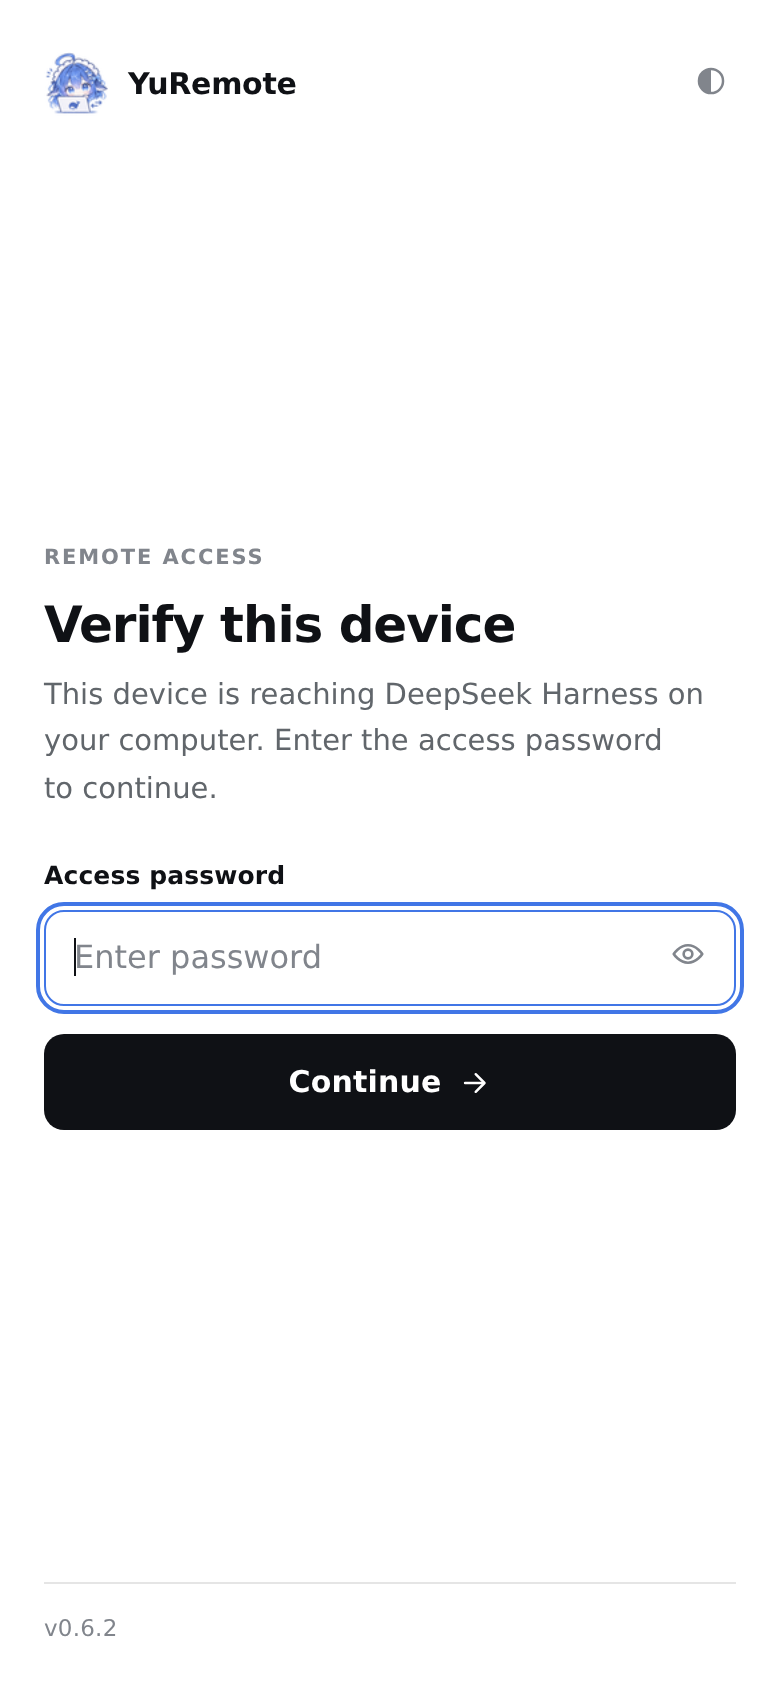 YuRemote
REMOTE ACCESS
Verify this device
This device is reaching DeepSeek Harness on
your computer. Enter the access password
to continue.
Access password
Enter password
Continue →
v0.6.2